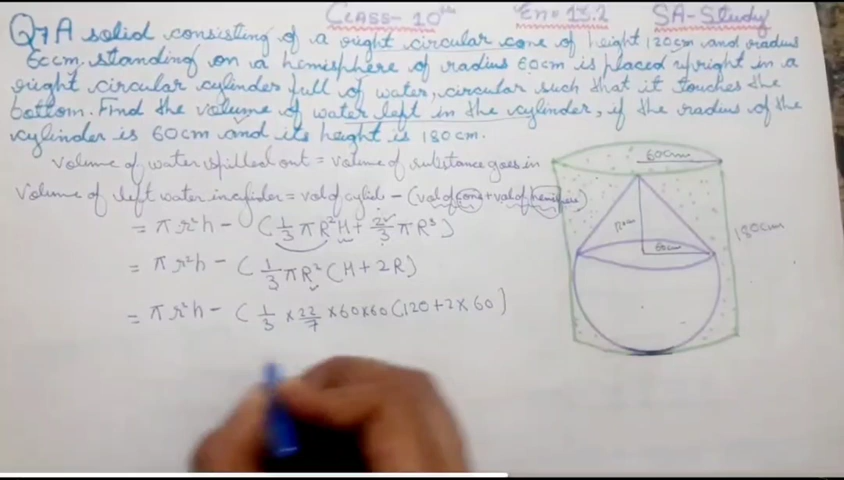 Class-10th En=13.2 SA-Study
Q7 A solid consisting of a right circular cone of height 120cm and radius
60cm, standing on a hemisphere of radius 60cm is placed upright in a
right circular cylinder full of water, circular such that it touches the
bottom. Find the volume of water left in the cylinder, if the radius of the
cylinder is 60cm and its height is 180cm.
Volume of water spilled out = volume of substance goes in
Volume of left water in = vol of - (vol of cone + vol of hemisphere)
= πr²h - (1/3 πR²H + 2/3 πR³)
= πr²h - (1/3 πR² (H + 2R)
= πr²h - (1/3 × 22/7 × 60×60 (120 + 2×60)
60cm
120cm
60cm
180cm